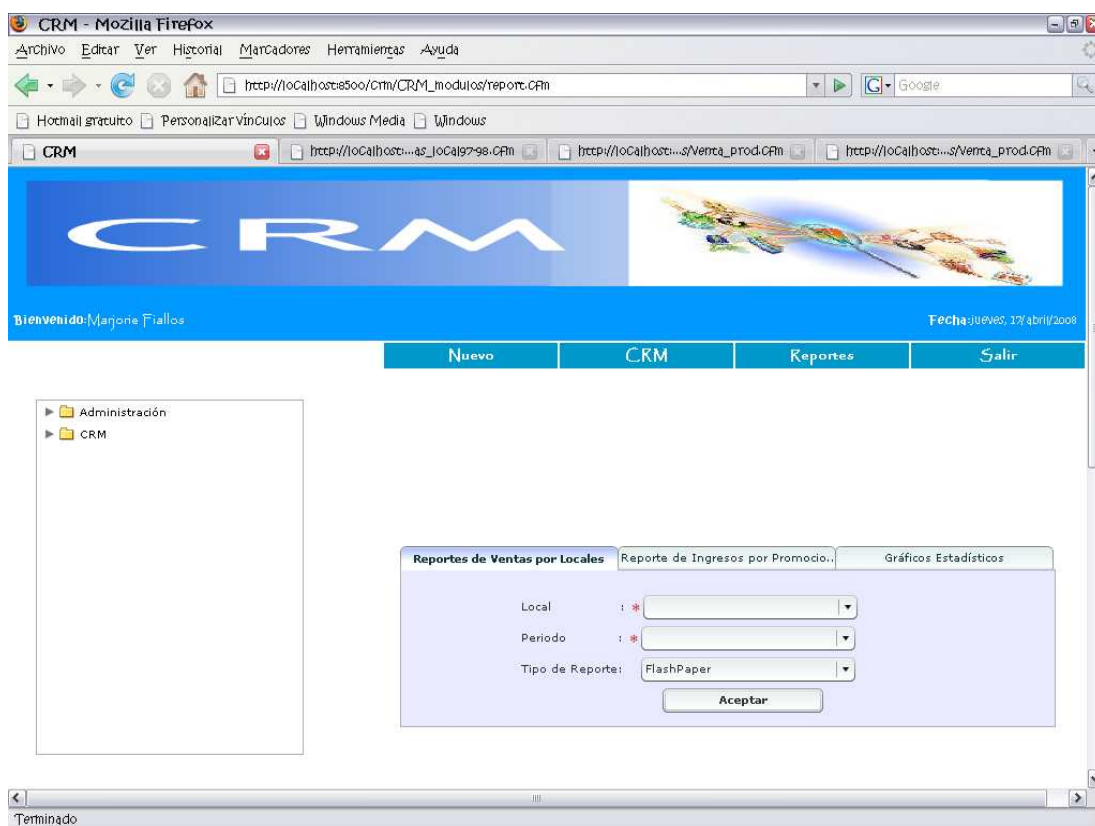 CRM - Mozilla Firefox
Archivo Editar Ver Historial Marcadores Herramientas Ayuda
http://localhost:8500/crm/CRM_modulos/report.cfm
Google
Hotmail gratuito Personalizar vínculos Windows Media Windows
CRM http://localhost:...as_local97-98.cfm http://localhost:...s/venta_prod.cfm http://localhost:...s/venta_prod.cfm
CRM
Bienvenido:Marjorie Fiallos Fecha:jueves, 17/abril/2008
Nuevo CRM Reportes Salir
Administración
CRM
Reportes de Ventas por Locales Reporte de Ingresos por Promocio.. Gráficos Estadísticos
Local : *
Periodo : *
Tipo de Reporte: FlashPaper
Aceptar
Terminado